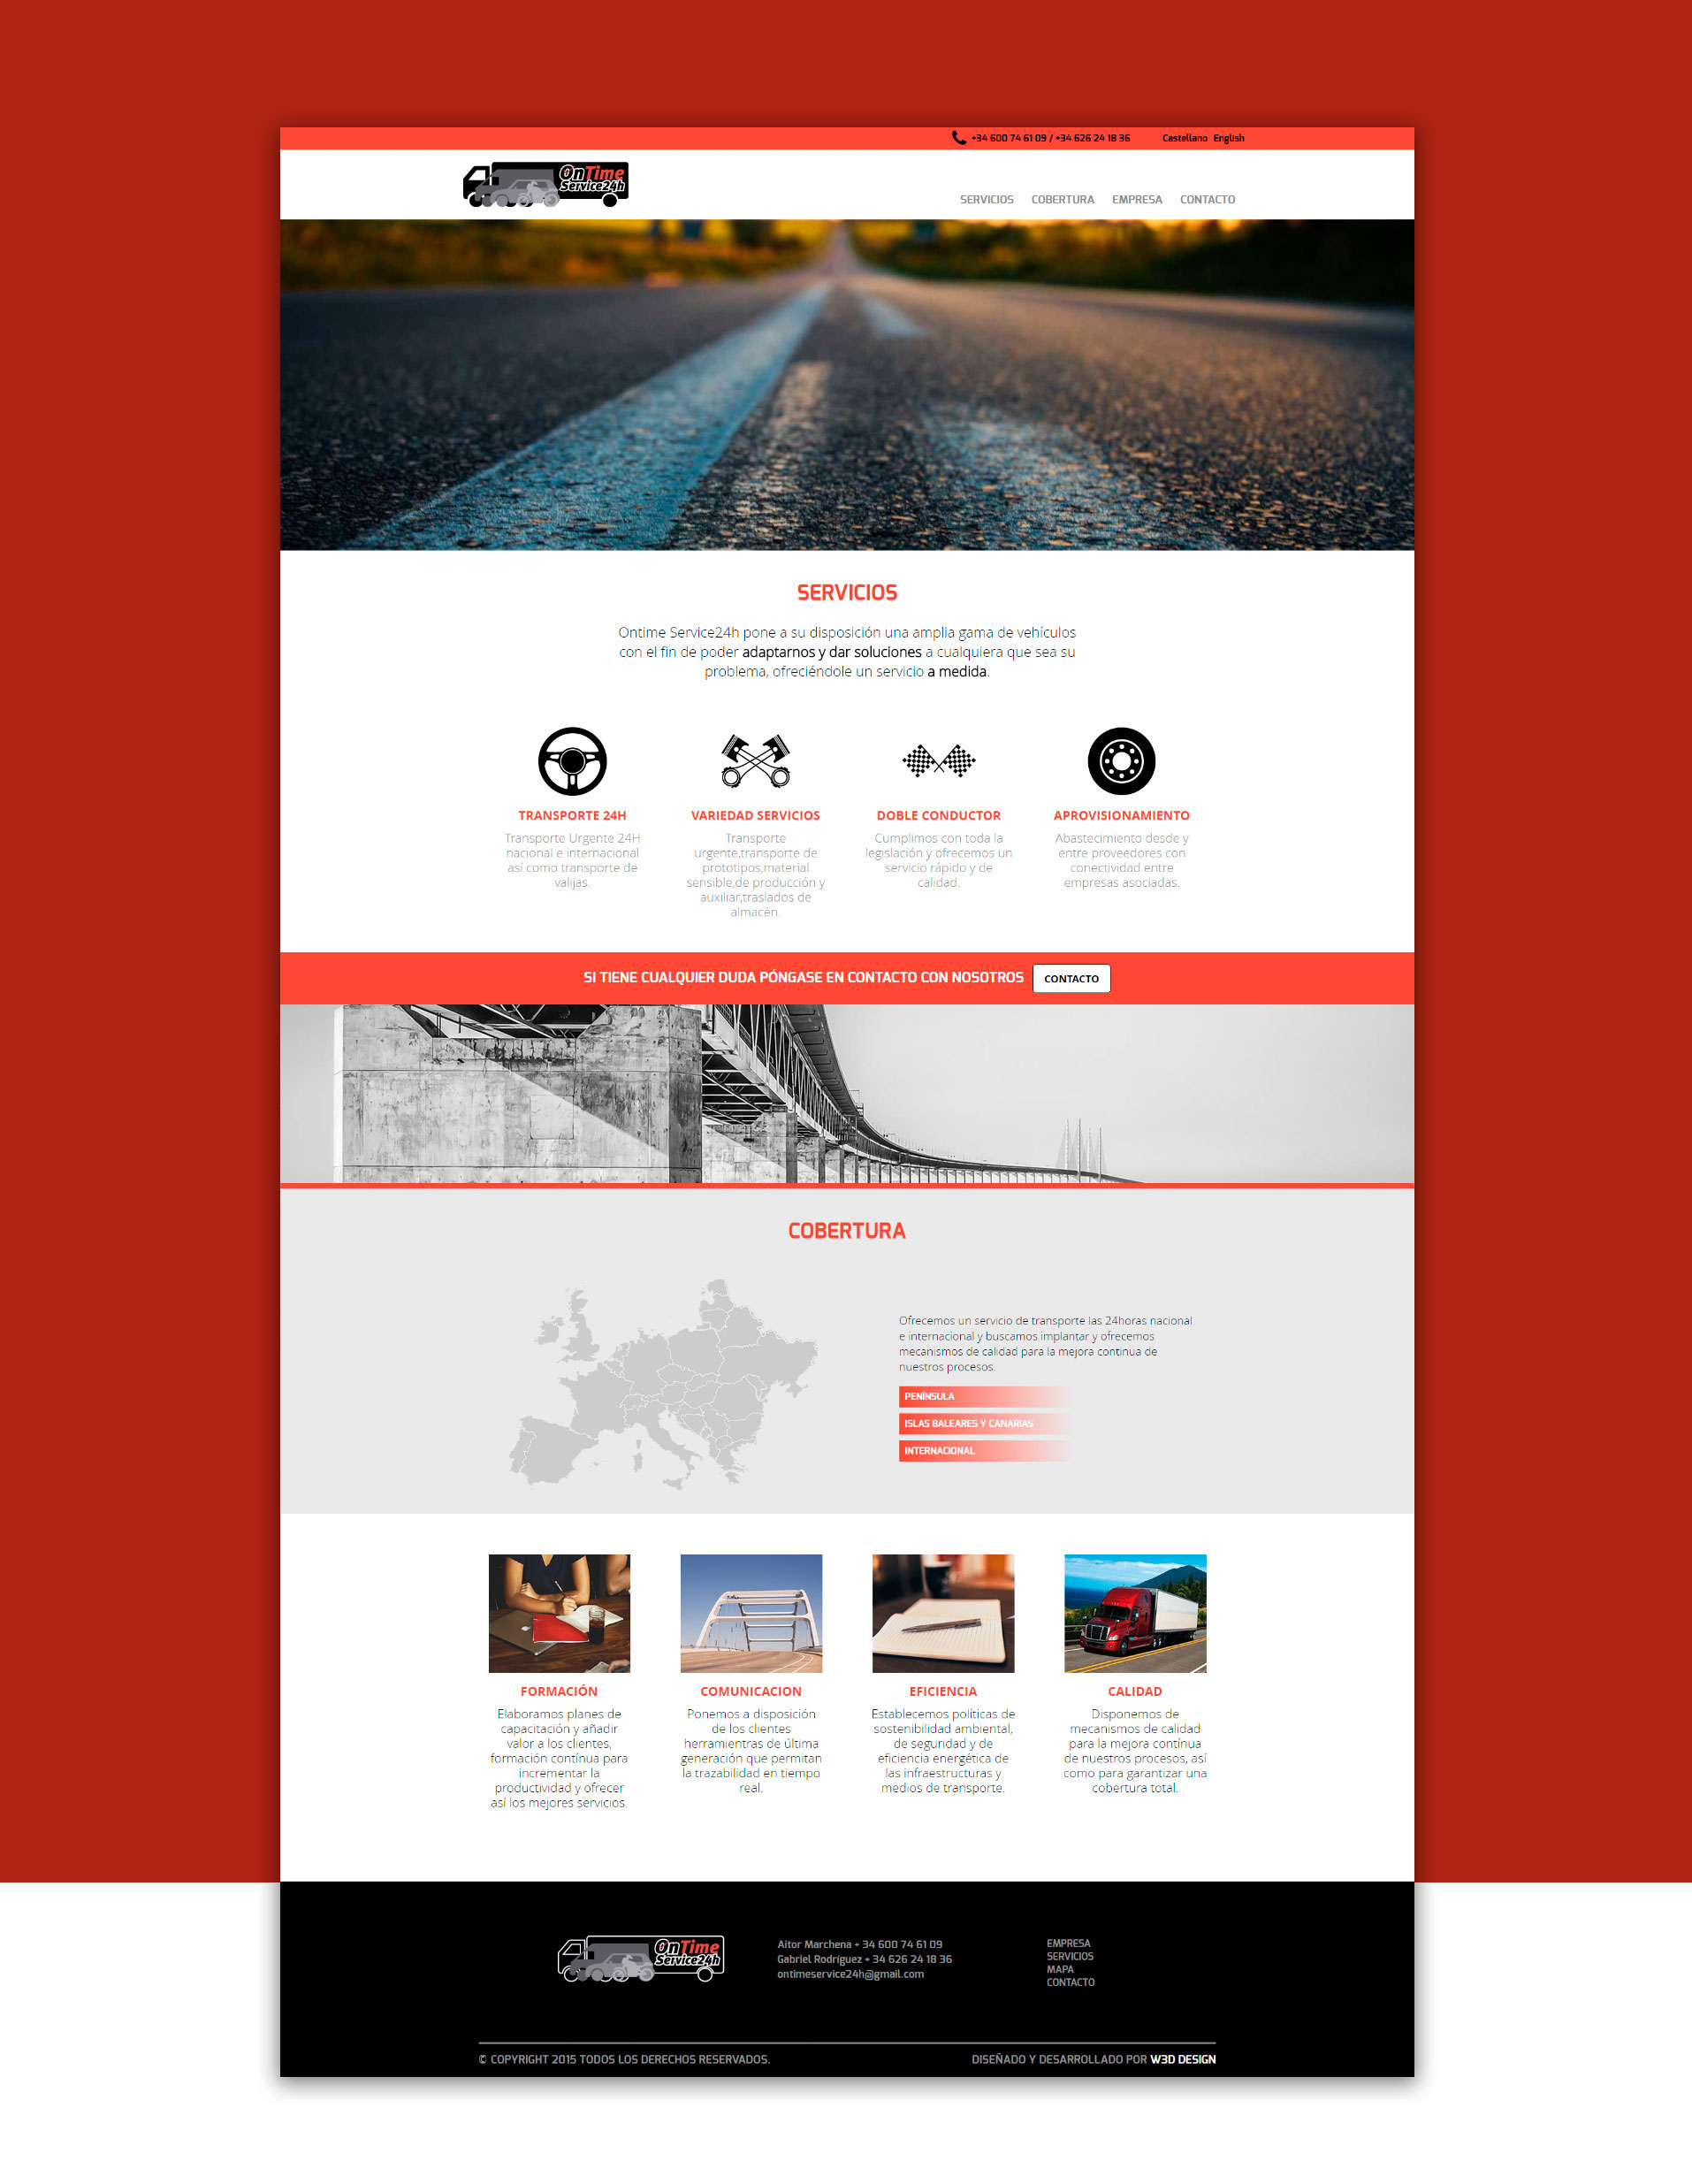 +34 600 74 61 09 / +34 626 24 18 36
Castellano English
OnTime
Service24h
SERVICIOS COBERTURA EMPRESA CONTACTO
SERVICIOS
Ontime Service24h pone a su disposición una amplia gama de vehículos
con el fin de poder adaptarnos y dar soluciones a cualquiera que sea su
problema, ofreciéndole un servicio a medida.
TRANSPORTE 24H
Transporte Urgente 24H
nacional e internacional
así como transporte de
valijas.
VARIEDAD SERVICIOS
Transporte
urgente,transporte de
prototipos,material
sensible,de producción y
auxiliar,traslados de
almacén.
DOBLE CONDUCTOR
Cumplimos con toda la
legislación y ofrecemos un
servicio rápido y de
calidad.
APROVISIONAMIENTO
Abastecimiento desde y
entre proveedores con
conectividad entre
empresas asociadas.
SI TIENE CUALQUIER DUDA PÓNGASE EN CONTACTO CON NOSOTROS CONTACTO
COBERTURA
Ofrecemos un servicio de transporte las 24horas nacional
e internacional y buscamos implantar y ofrecemos
mecanismos de calidad para la mejora continua de
nuestros procesos.
PENÍNSULA
ISLAS BALEARES Y CANARIAS
INTERNACIONAL
FORMACIÓN
Elaboramos planes de
capacitación y añadir
valor a los clientes,
formación contínua para
incrementar la
productividad y ofrecer
así los mejores servicios.
COMUNICACION
Ponemos a disposición
de los clientes
herramientras de última
generación que permitan
la trazabilidad en tiempo
real.
EFICIENCIA
Establecemos políticas de
sostenibilidad ambiental,
de seguridad y de
eficiencia energética de
las infraestructuras y
medios de transporte.
CALIDAD
Disponemos de
mecanismos de calidad
para la mejora contínua
de nuestros procesos, así
como para garantizar una
cobertura total.
OnTime
Service24h
Aitor Marchena + 34 600 74 61 09
Gabriel Rodríguez + 34 626 24 18 36
ontimeservice24h@gmail.com
EMPRESA
SERVICIOS
MAPA
CONTACTO
© COPYRIGHT 2015 TODOS LOS DERECHOS RESERVADOS.
DISEÑADO Y DESARROLLADO POR W3D DESIGN